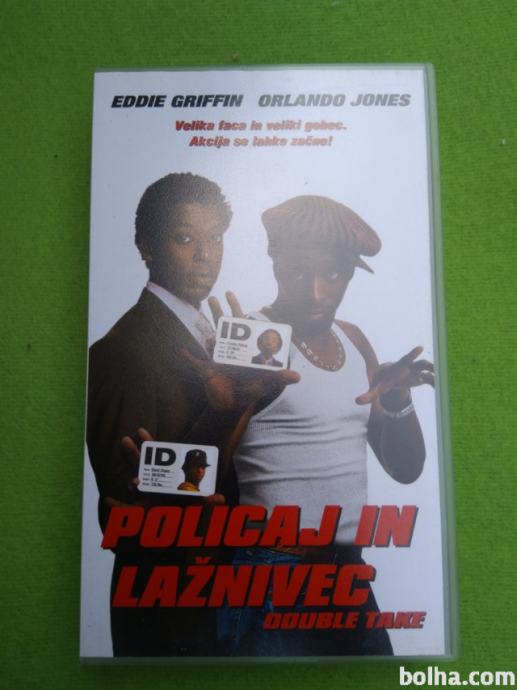 EDDIE GRIFFIN ORLANDO JONES
Velika faca in veliki gobec.
Akcija se lahko začne!
ID
ID
POLICAJ IN
LAŽNIVEC
DOUBLE TAKE
bolha.com